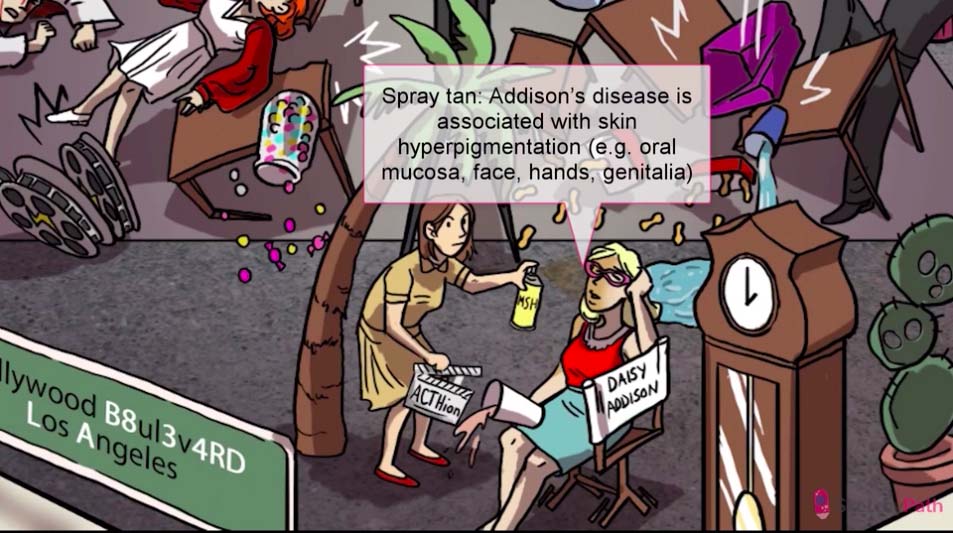 Spray tan: Addison's disease is
associated with skin
hyperpigmentation (e.g. oral
mucosa, face, hands, genitalia)
MSH
ACTHion
DAISY
ADDISON
llywood B8ul3v4RD
Los Angeles
Path